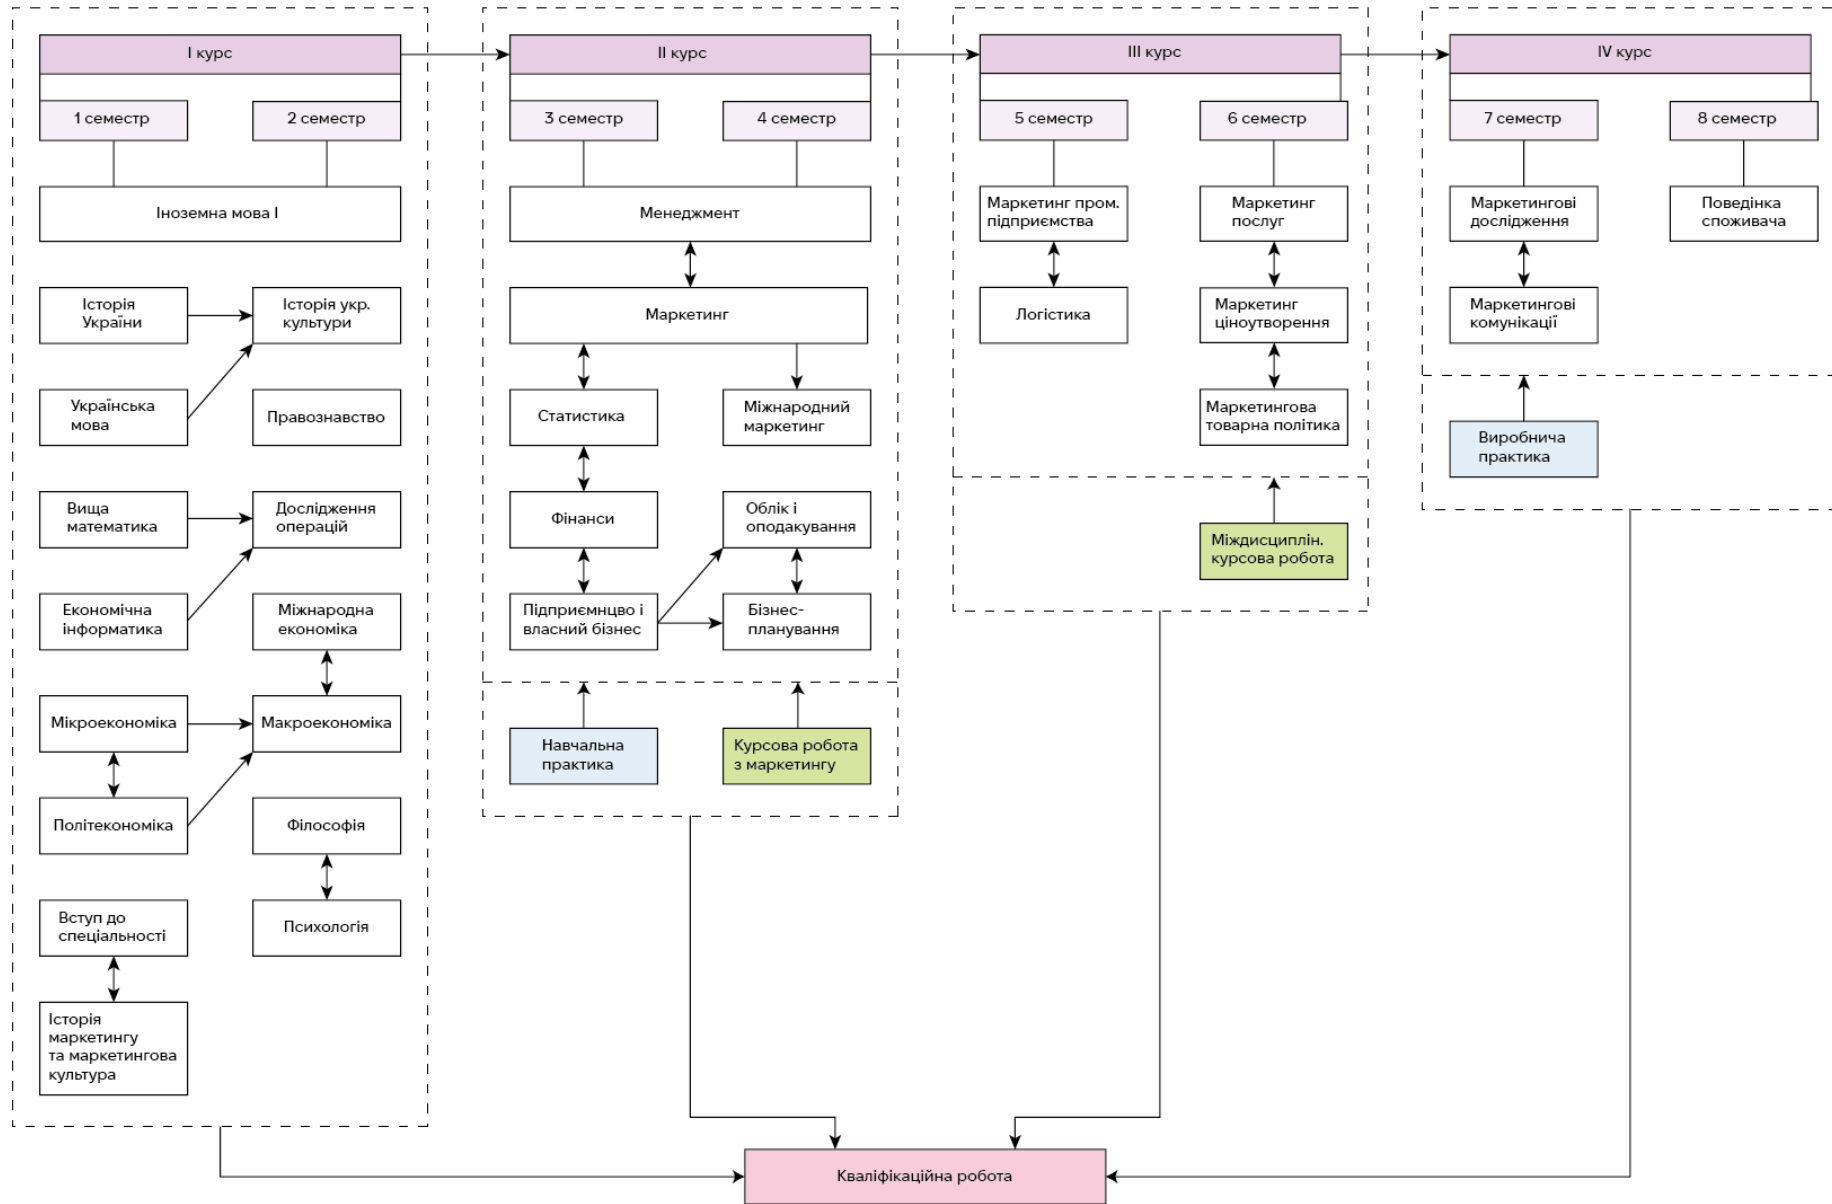 І курс
ІІ курс
ІІІ курс
IV курс
1 семестр
2 семестр
3 семестр
4 семестр
5 семестр
6 семестр
7 семестр
8 семестр
Іноземна мова І
Менеджмент
Маркетинг пром.
підприємства
Маркетинг
послуг
Маркетингові
дослідження
Поведінка
споживача
Історія
України
Історія укр.
культури
Маркетинг
Логістика
Маркетинг
ціноутворення
Маркетингові
комунікації
Українська
мова
Правознавство
Статистика
Міжнародний
маркетинг
Маркетингова
товарна політика
Виробнича
практика
Вища
математика
Дослідження
операцій
Фінанси
Облік і
оподакування
Міждисциплін.
курсова робота
Економічна
інформатика
Міжнародна
економіка
Підприємнцво і
власний бізнес
Бізнес-
планування
Мікроекономіка
Макроекономіка
Навчальна
практика
Курсова робота
з маркетингу
Політекономіка
Філософія
Вступ до
спеціальності
Психологія
Історія
маркетингу
та маркетингова
культура
Кваліфікаційна робота